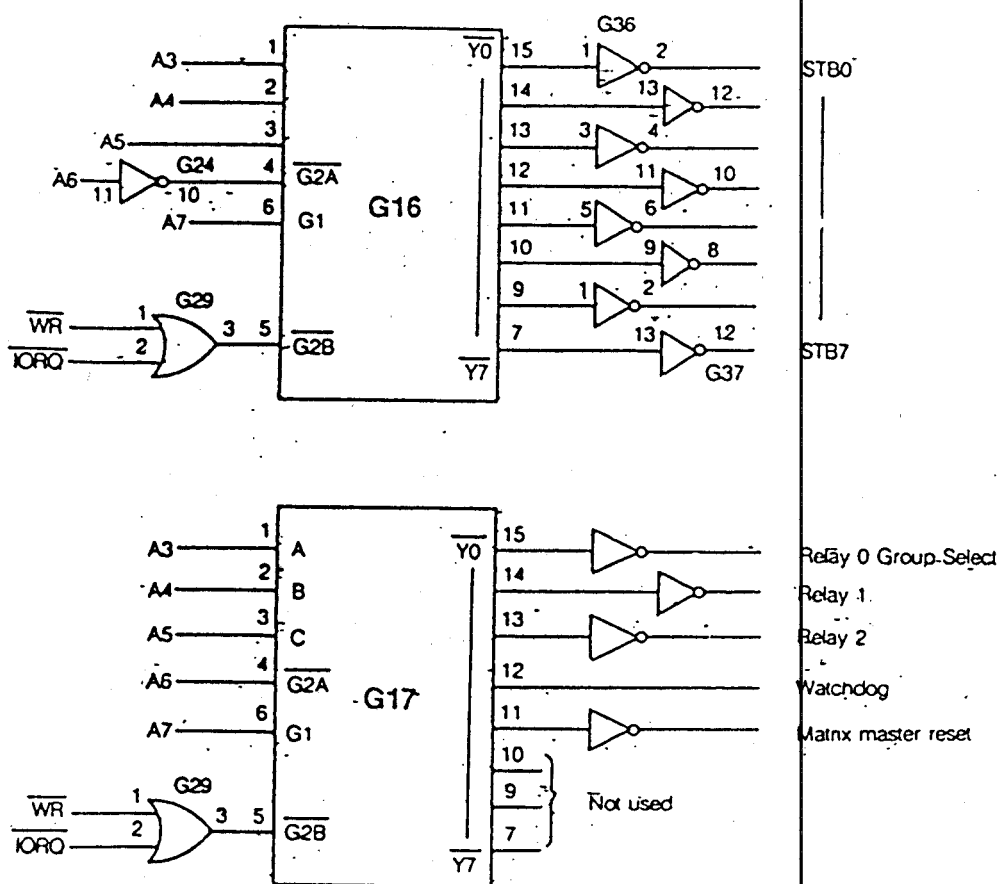 G36
A3 1 Y0 15 1 2 STB0
A4 2 14 13 12
A5 3 13 3 4
A6 11 G24 10 4 G2A 12 11 10
A7 6 G1 G16 11 5 6
10 9 8
G29 9 1 2
WR 1 3 5 G2B 7 13 12 STB7
IORQ 2 Y7 G37
A3 1 A Y0 15 Relay 0 Group-Select
A4 2 B 14 Relay 1
A5 3 C 13 Relay 2
A6 4 G2A G17 12 Watchdog
A7 6 G1 11 Matrix master reset
10
G29 9 Not used
WR 1 3 5 G2B 7
IORQ 2 Y7